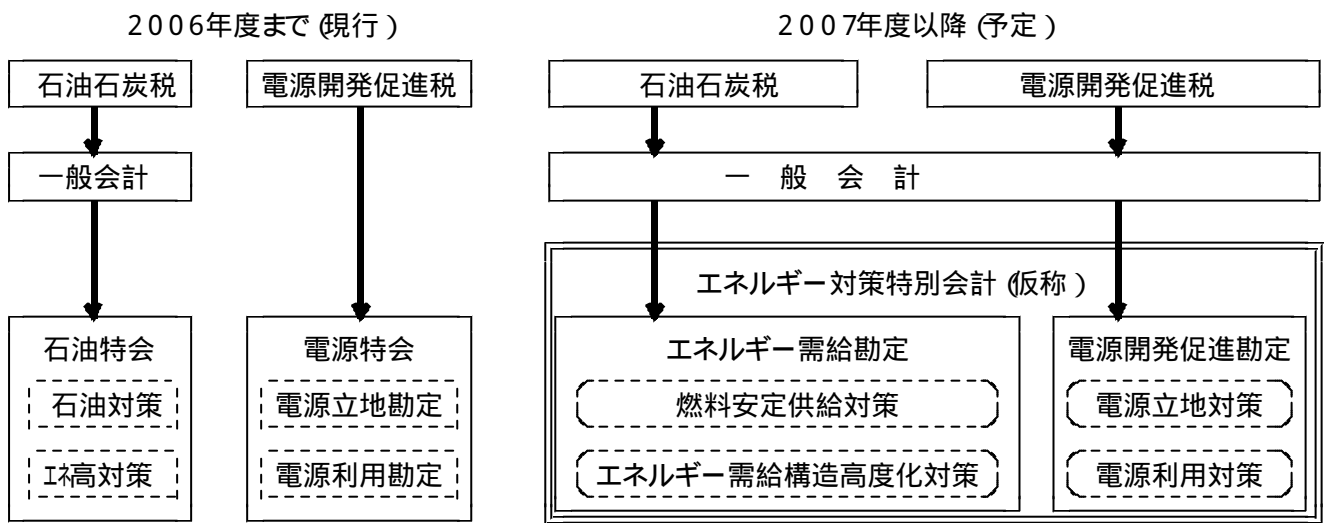 2006年度まで(現行)
2007年度以降(予定)
石油石炭税
電源開発促進税
石油石炭税
電源開発促進税
一般会計
一 般 会 計
エネルギー対策特別会計(仮称)
石油特会
電源特会
エネルギー需給勘定
電源開発促進勘定
石油対策
電源立地勘定
燃料安定供給対策
電源立地対策
エネ高対策
電源利用勘定
エネルギー需給構造高度化対策
電源利用対策